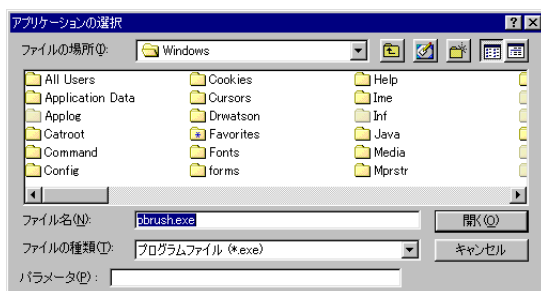 アプリケーションの選択
ファイルの場所(I):
Windows
All Users
Application Data
Applog
Catroot
Command
Config
Cookies
Cursors
Drwatson
Favorites
Fonts
forms
Help
Ime
Inf
Java
Media
Mprstr
ファイル名(N):
pbrush.exe
開く(O)
ファイルの種類(T):
プログラムファイル (*.exe)
キャンセル
パラメータ(P) :